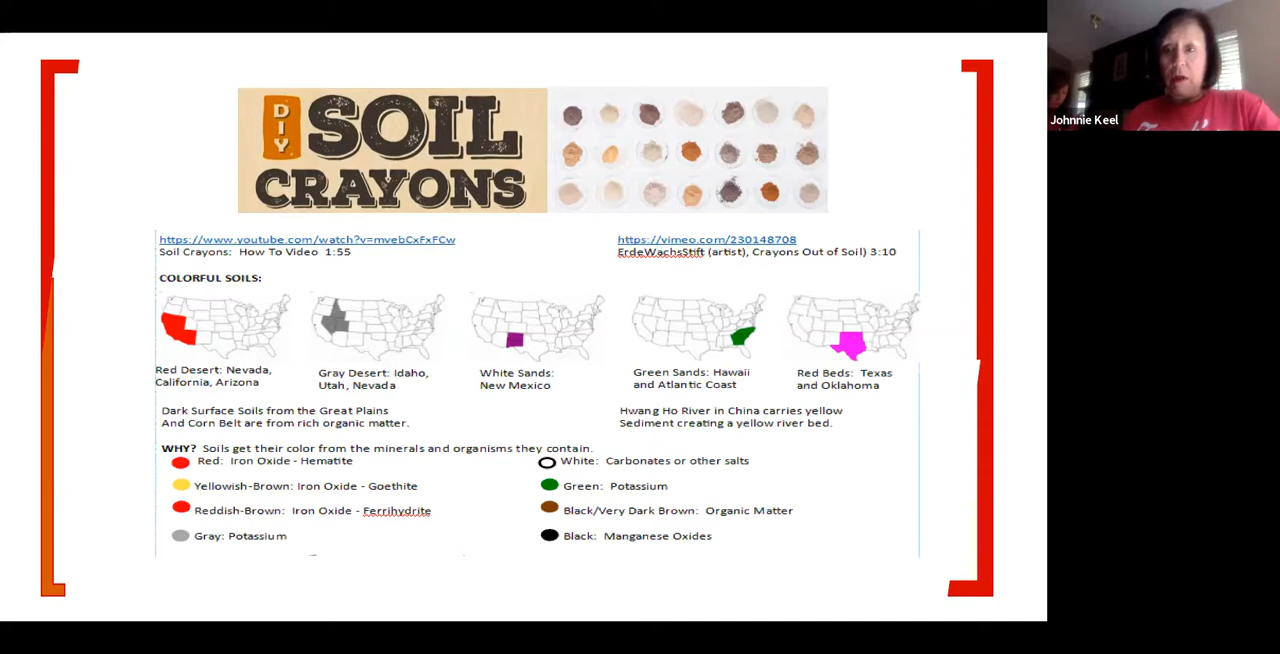 DIY SOIL
CRAYONS
Johnnie Keel
https://www.youtube.com/watch?v=mvebCxFxFCw
Soil Crayons:  How To Video  1:55
https://vimeo.com/230148708
ErdeWachsStift (artist), Crayons Out of Soil) 3:10
COLORFUL SOILS:
Red Desert: Nevada,
California, Arizona
Gray Desert: Idaho,
Utah, Nevada
White Sands:
New Mexico
Green Sands: Hawaii
and Atlantic Coast
Red Beds:  Texas
and Oklahoma
Dark Surface Soils from the Great Plains
And Corn Belt are from rich organic matter.
Hwang Ho River in China carries yellow
Sediment creating a yellow river bed.
WHY?  Soils get their color from the minerals and organisms they contain.
Red:  Iron Oxide - Hematite
Yellowish-Brown: Iron Oxide - Goethite
Reddish-Brown:  Iron Oxide - Ferrihydrite
Gray: Potassium
White:  Carbonates or other salts
Green:  Potassium
Black/Very Dark Brown:  Organic Matter
Black:  Manganese Oxides